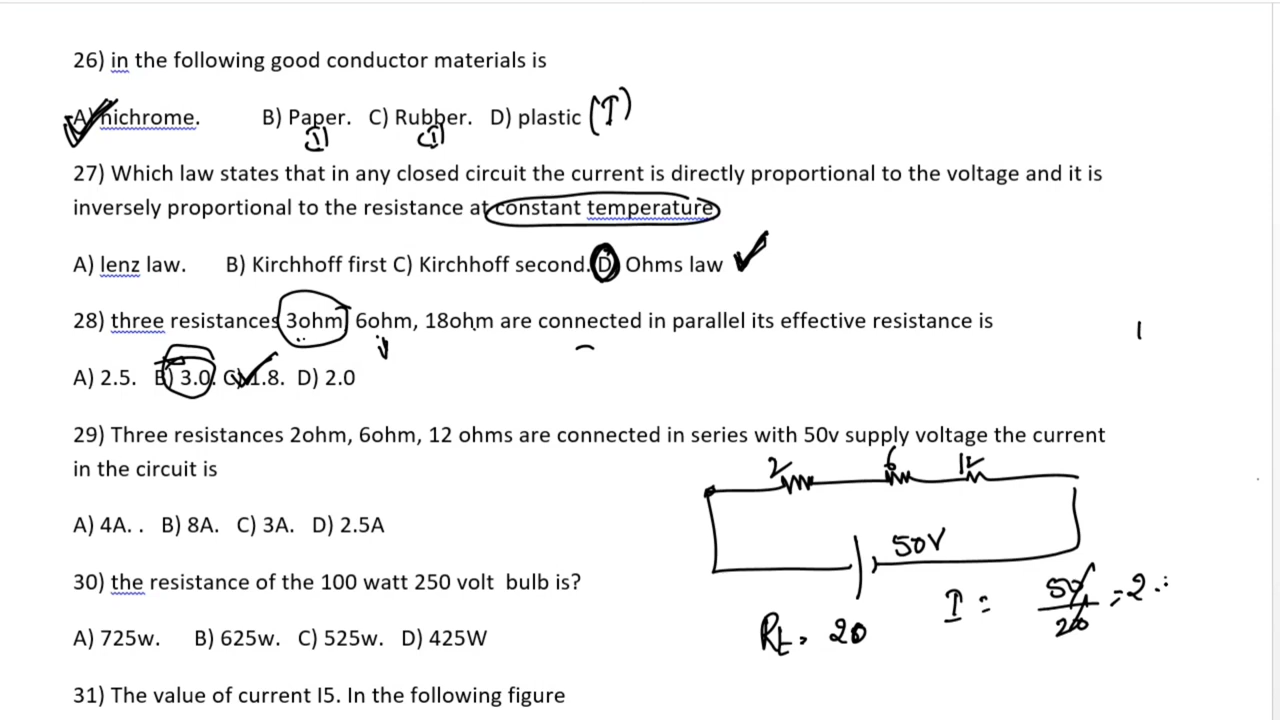 26) in the following good conductor materials is
A) nichrome. B) Paper. C) Rubber. D) plastic (I)
(I) (I)
27) Which law states that in any closed circuit the current is directly proportional to the voltage and it is
inversely proportional to the resistance at constant temperature
A) lenz law. B) Kirchhoff first C) Kirchhoff second. D) Ohms law
28) three resistances 3ohm, 6ohm, 18ohm are connected in parallel its effective resistance is
A) 2.5. B) 3.0. C) 1.8. D) 2.0
29) Three resistances 2ohm, 6ohm, 12 ohms are connected in series with 50v supply voltage the current
in the circuit is
2 6 12
A) 4A. . B) 8A. C) 3A. D) 2.5A
50V
30) the resistance of the 100 watt 250 volt bulb is?
I = 50/20 = 2.
A) 725w. B) 625w. C) 525w. D) 425W
Rt = 20
31) The value of current I5. In the following figure